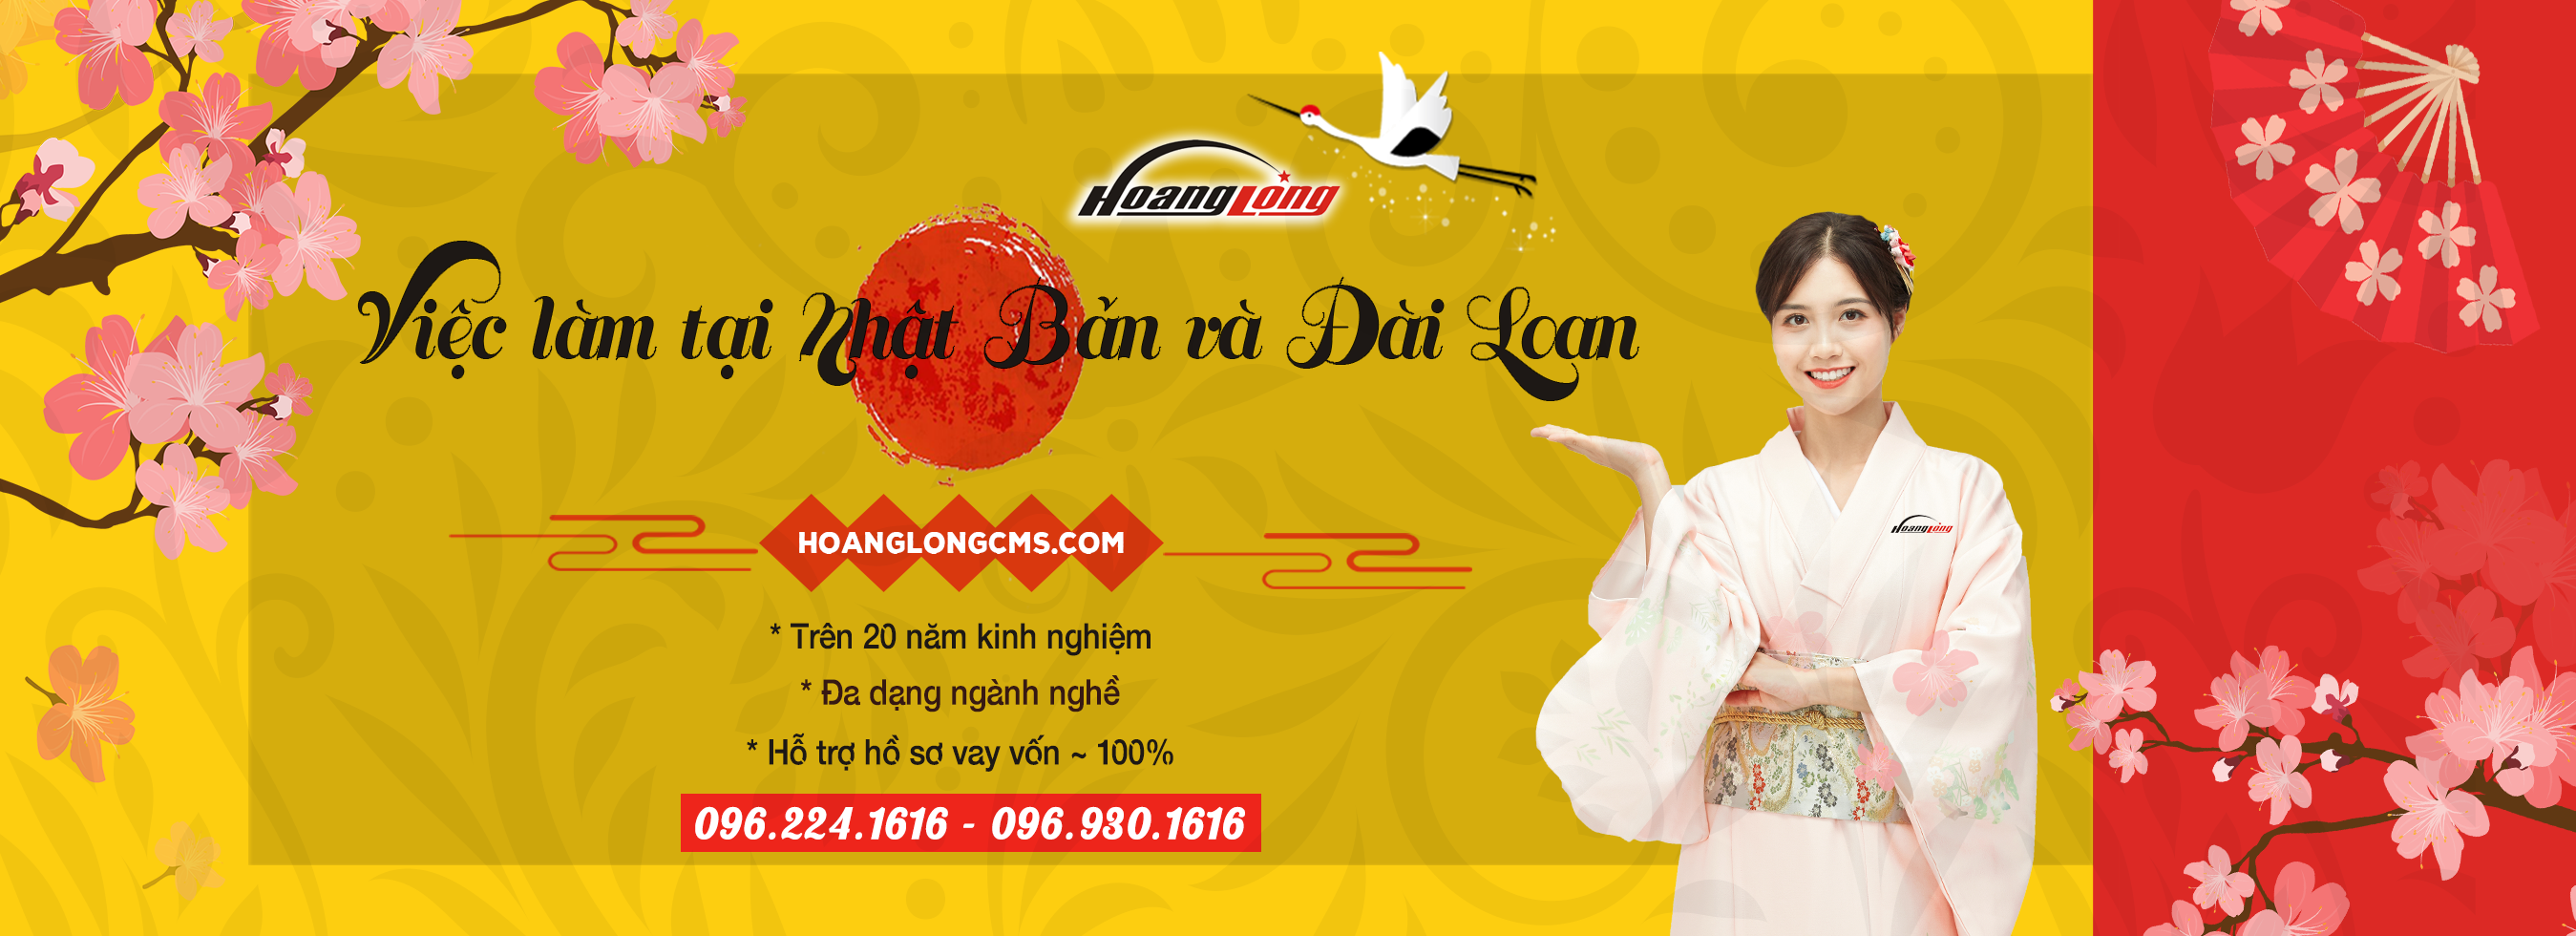 HoangLong
Việc làm tại Nhật Bản và Đài Loan
HOANGLONGCMS.COM
HoangLong
* Trên 20 năm kinh nghiệm
* Đa dạng ngành nghề
* Hỗ trợ hồ sơ vay vốn ~ 100%
096.224.1616 - 096.930.1616